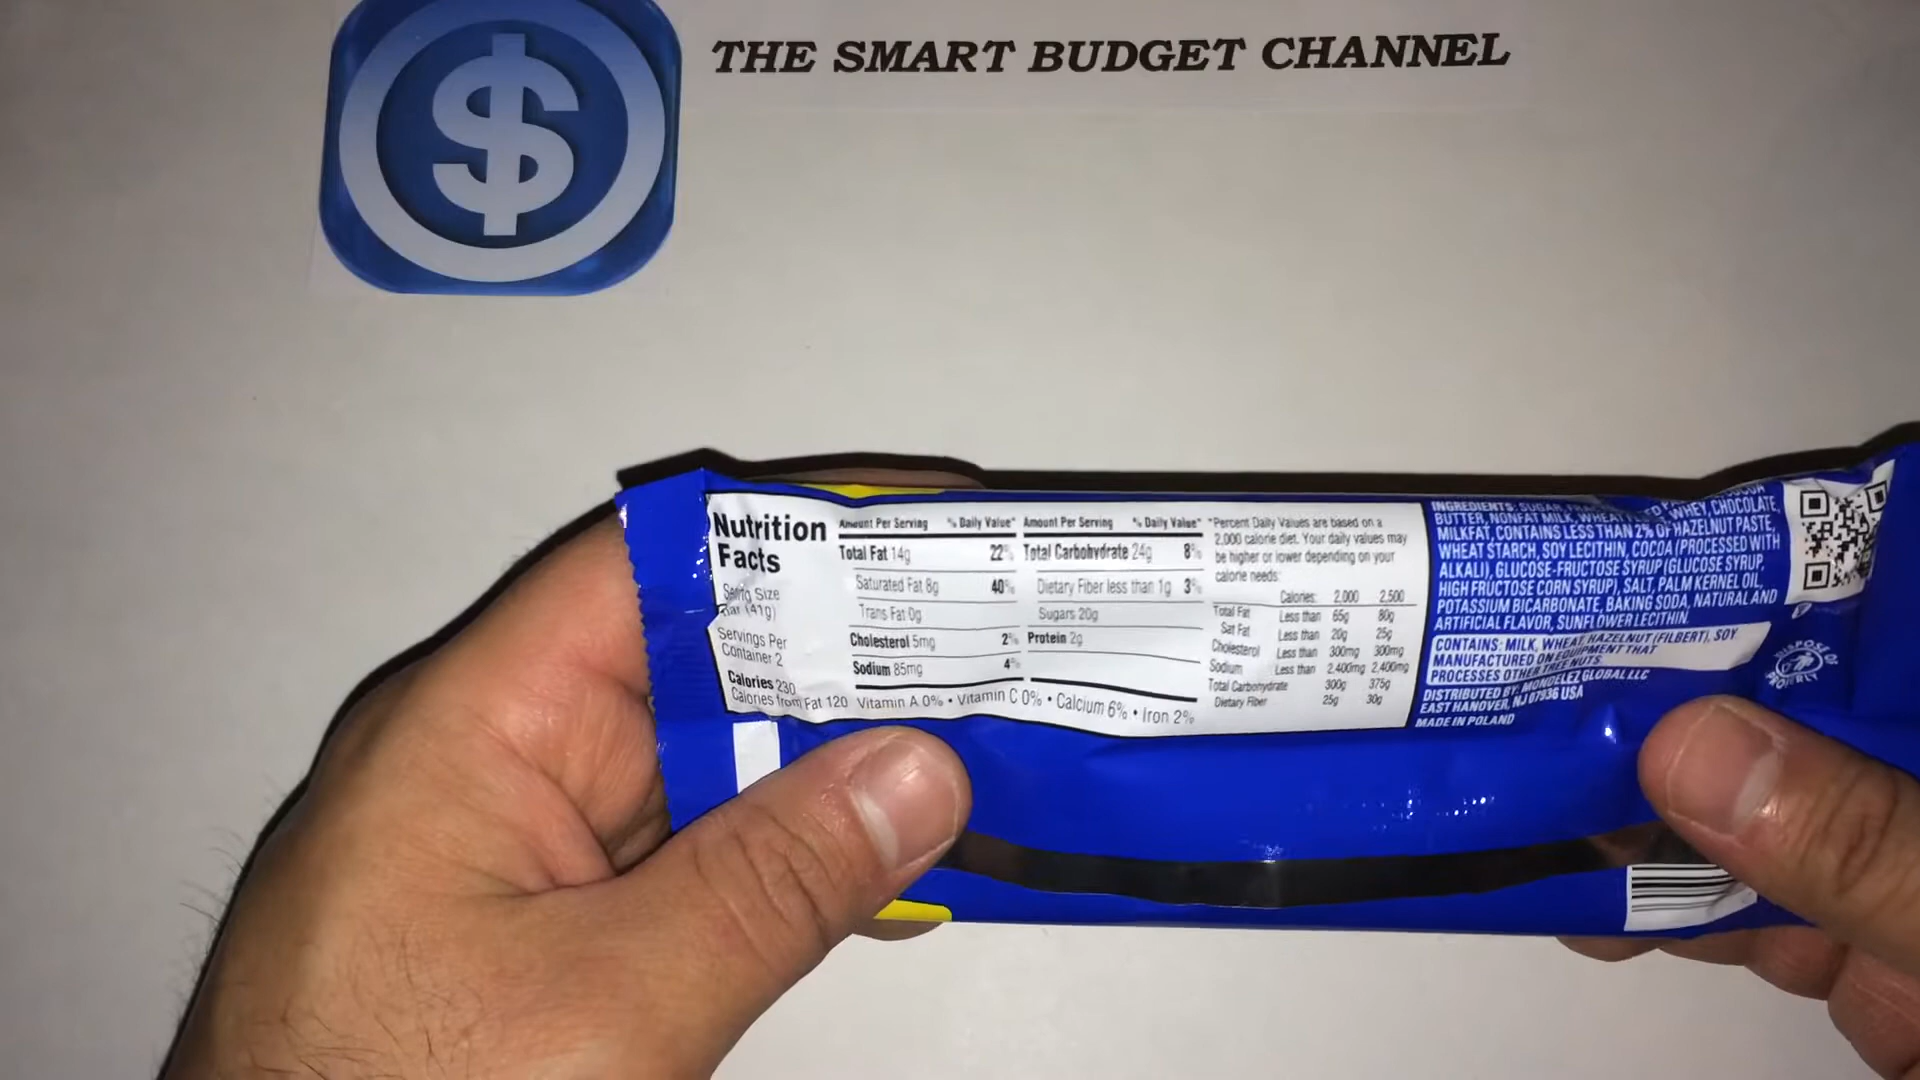 $
THE SMART BUDGET CHANNEL
Nutrition
Facts
Size
(41g)
Servings Per
Container 2
Calories 230
Calories from Fat 120
Amount Per Serving % Daily Value*
Total Fat 14g 22%
Saturated Fat 8g 40%
Trans Fat 0g
Cholesterol 5mg 2%
Sodium 85mg 4%
Amount Per Serving % Daily Value*
Total Carbohydrate 24g 8%
Dietary Fiber less than 1g 3%
Sugars 20g
Protein 2g
Vitamin A 0% • Vitamin C 0% • Calcium 6% • Iron 2%
*Percent Daily Values are based on a
2,000 calorie diet. Your daily values may
be higher or lower depending on your
calorie needs:
Calories: 2,000 2,500
Total Fat Less than 65g 80g
Sat Fat Less than 20g 25g
Cholesterol Less than 300mg 300mg
Sodium Less than 2,400mg 2,400mg
Total Carbohydrate 300g 375g
Dietary Fiber 25g 30g
INGREDIENTS: SUGAR, WHEY, CHOCOLATE,
BUTTER, NONFAT MILK, WHEAT
MILKFAT, CONTAINS LESS THAN 2% OF HAZELNUT PASTE,
WHEAT STARCH, SOY LECITHIN, COCOA (PROCESSED WITH
ALKALI), GLUCOSE-FRUCTOSE SYRUP (GLUCOSE SYRUP,
HIGH FRUCTOSE CORN SYRUP), SALT, PALM KERNEL OIL,
POTASSIUM BICARBONATE, BAKING SODA, NATURAL AND
ARTIFICIAL FLAVOR, SUNFLOWER LECITHIN.
CONTAINS: MILK, WHEAT, HAZELNUT (FILBERT), SOY.
MANUFACTURED ON EQUIPMENT THAT
PROCESSES OTHER TREE NUTS.
DISTRIBUTED BY: MONDELEZ GLOBAL LLC
EAST HANOVER, NJ 07936 USA
MADE IN POLAND
DISPOSE OF
PROPERLY